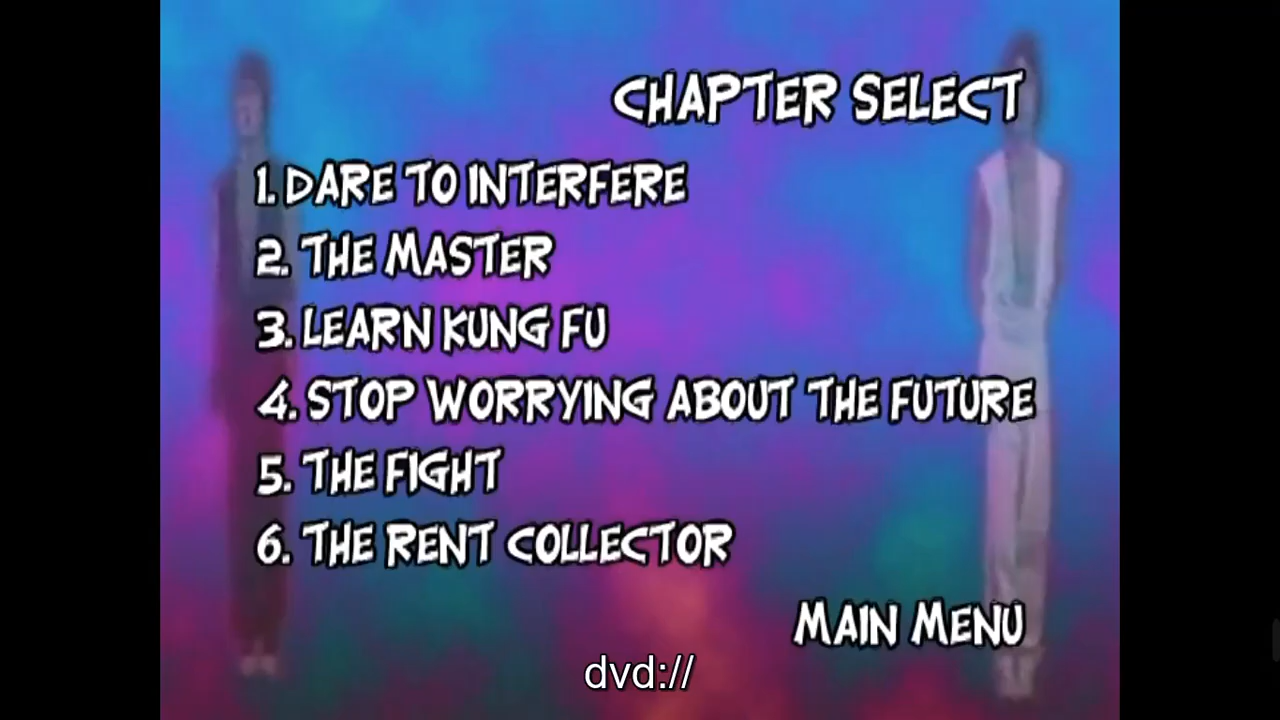 CHAPTER SELECT
1. DARE TO INTERFERE
2. THE MASTER
3. LEARN KUNG FU
4. STOP WORRYING ABOUT THE FUTURE
5. THE FIGHT
6. THE RENT COLLECTOR
MAIN MENU
dvd://